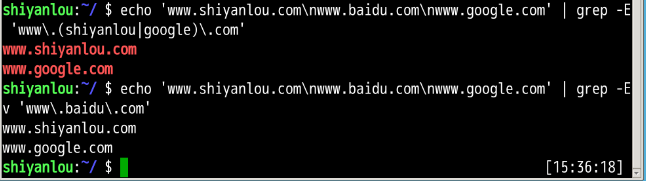 shiyanlou:~/ $ echo 'www.shiyanlou.com\nwww.baidu.com\nwww.google.com' | grep -E
 'www\.(shiyanlou|google)\.com'
www.shiyanlou.com
www.google.com
shiyanlou:~/ $ echo 'www.shiyanlou.com\nwww.baidu.com\nwww.google.com' | grep -E
v 'www\.baidu\.com'
www.shiyanlou.com
www.google.com
shiyanlou:~/ $ [15:36:18]